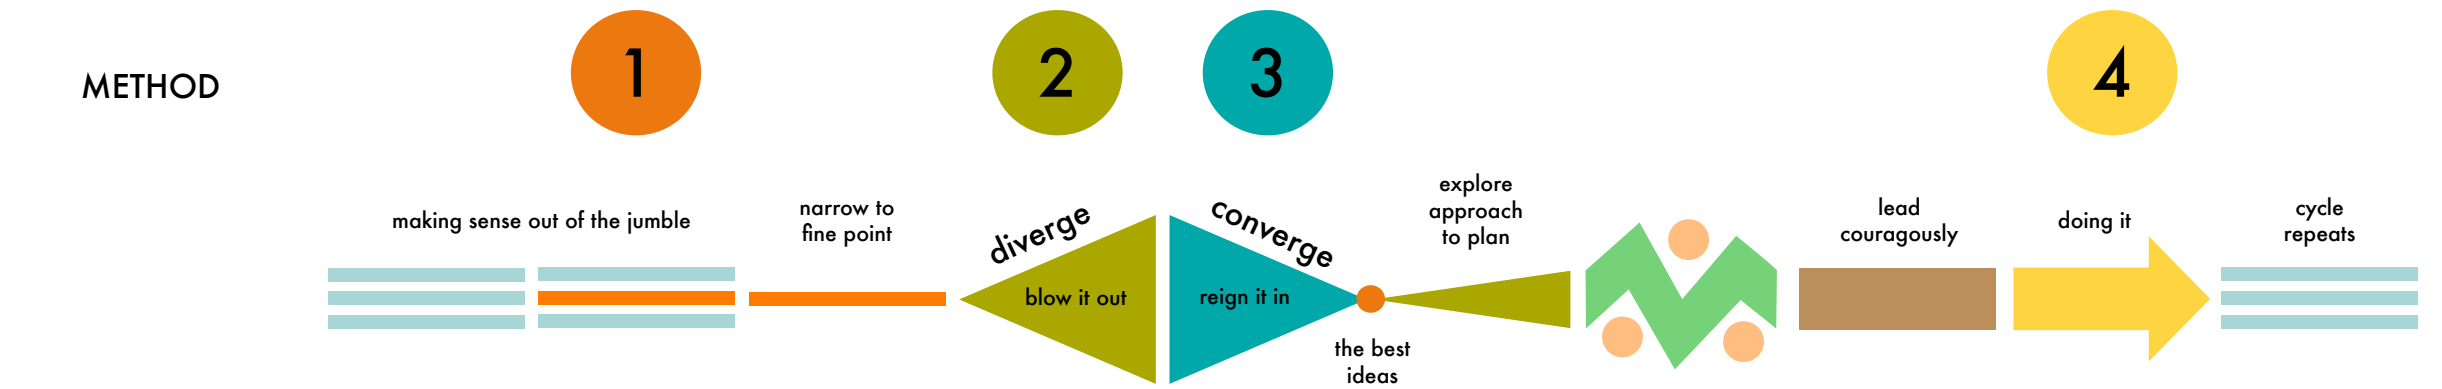 METHOD
1
2
3
4
making sense out of the jumble
narrow to
fine point
diverge
blow it out
converge
reign it in
the best
ideas
explore
approach
to plan
lead
couragously
doing it
cycle
repeats